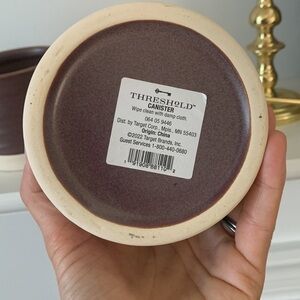 THRESHOLD™
CANISTER
Wipe clean with damp cloth.
064 05 9446
Dist. by Target Corp., Mpls., MN 55403
Origin: China
©2022 Target Brands, Inc.
Guest Services 1-800-440-0680